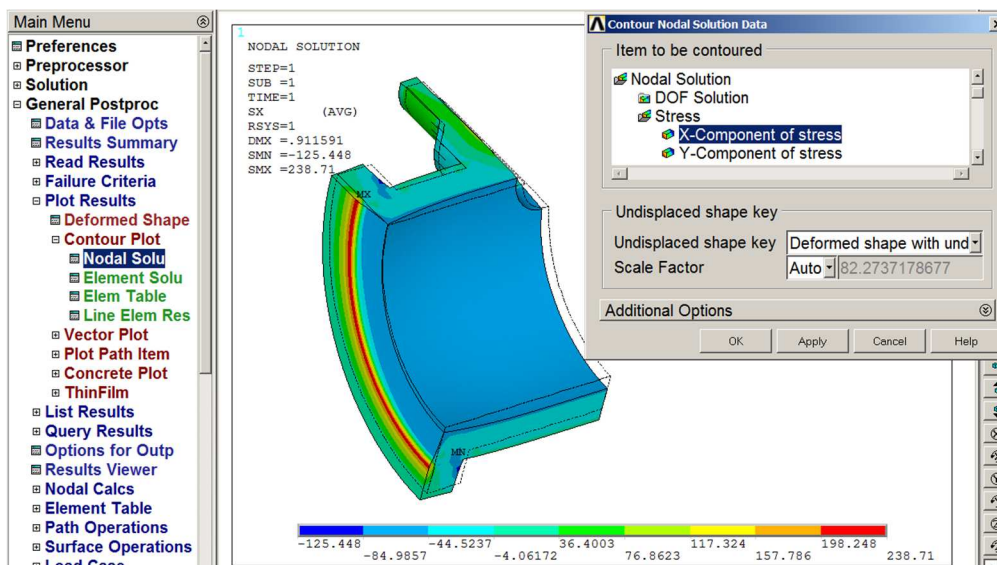 Main Menu
Preferences
Preprocessor
Solution
General Postproc
Data & File Opts
Results Summary
Read Results
Failure Criteria
Plot Results
Deformed Shape
Contour Plot
Nodal Solu
Element Solu
Elem Table
Line Elem Res
Vector Plot
Plot Path Item
Concrete Plot
ThinFilm
List Results
Query Results
Options for Outp
Results Viewer
Nodal Calcs
Element Table
Path Operations
Surface Operations
Load Case
1
NODAL SOLUTION
STEP=1
SUB =1
TIME=1
SX (AVG)
RSYS=1
DMX =.911591
SMN =-125.448
SMX =238.71
MX
MN
-125.448 -44.5237 36.4003 117.324 198.248
-84.9857 -4.06172 76.8623 157.786 238.71
Contour Nodal Solution Data
Item to be contoured
Nodal Solution
DOF Solution
Stress
X-Component of stress
Y-Component of stress
Undisplaced shape key
Undisplaced shape key Deformed shape with und
Scale Factor Auto 82.2737178677
Additional Options
OK Apply Cancel Help